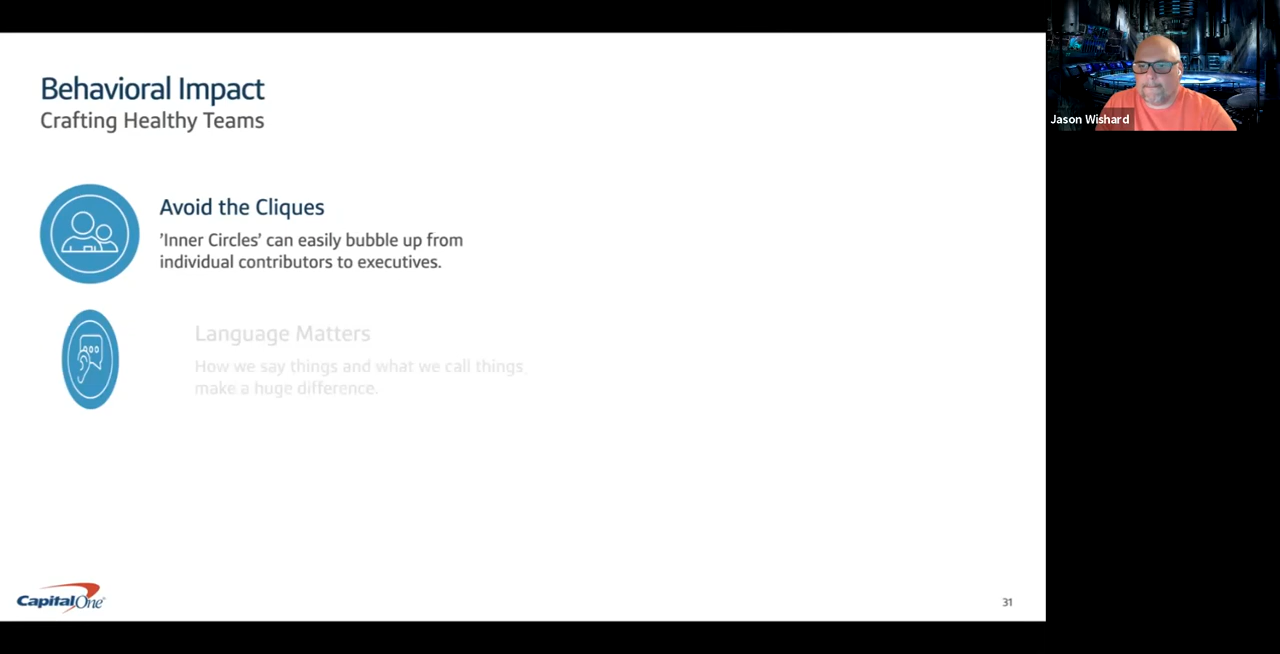 Behavioral Impact
Crafting Healthy Teams
Avoid the Cliques
’Inner Circles’ can easily bubble up from
individual contributors to executives.
Language Matters
How we say things and what we call things
make a huge difference.
Capital One
31
Jason Wishard